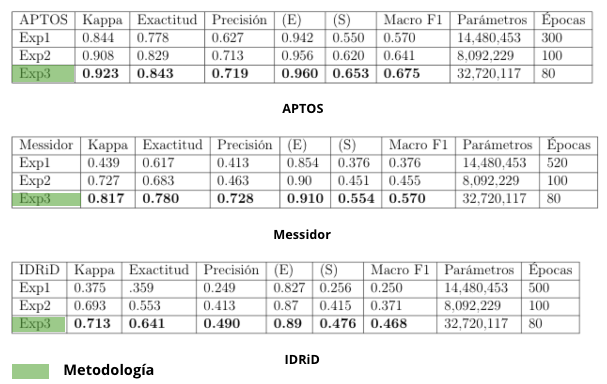 APTOS Kappa Exactitud Precisión (E) (S) Macro F1 Parámetros Épocas
Exp1 0.844 0.778 0.627 0.942 0.550 0.570 14,480,453 300
Exp2 0.908 0.829 0.713 0.956 0.620 0.641 8,092,229 100
Exp3 0.923 0.843 0.719 0.960 0.653 0.675 32,720,117 80
APTOS
Messidor Kappa Exactitud Precisión (E) (S) Macro F1 Parámetros Épocas
Exp1 0.439 0.617 0.413 0.854 0.376 0.376 14,480,453 520
Exp2 0.727 0.683 0.463 0.90 0.451 0.455 8,092,229 100
Exp3 0.817 0.780 0.728 0.910 0.554 0.570 32,720,117 80
Messidor
IDRiD Kappa Exactitud Precisión (E) (S) Macro F1 Parámetros Épocas
Exp1 0.375 .359 0.249 0.827 0.256 0.250 14,480,453 500
Exp2 0.693 0.553 0.413 0.87 0.415 0.371 8,092,229 100
Exp3 0.713 0.641 0.490 0.89 0.476 0.468 32,720,117 80
IDRiD
Metodología